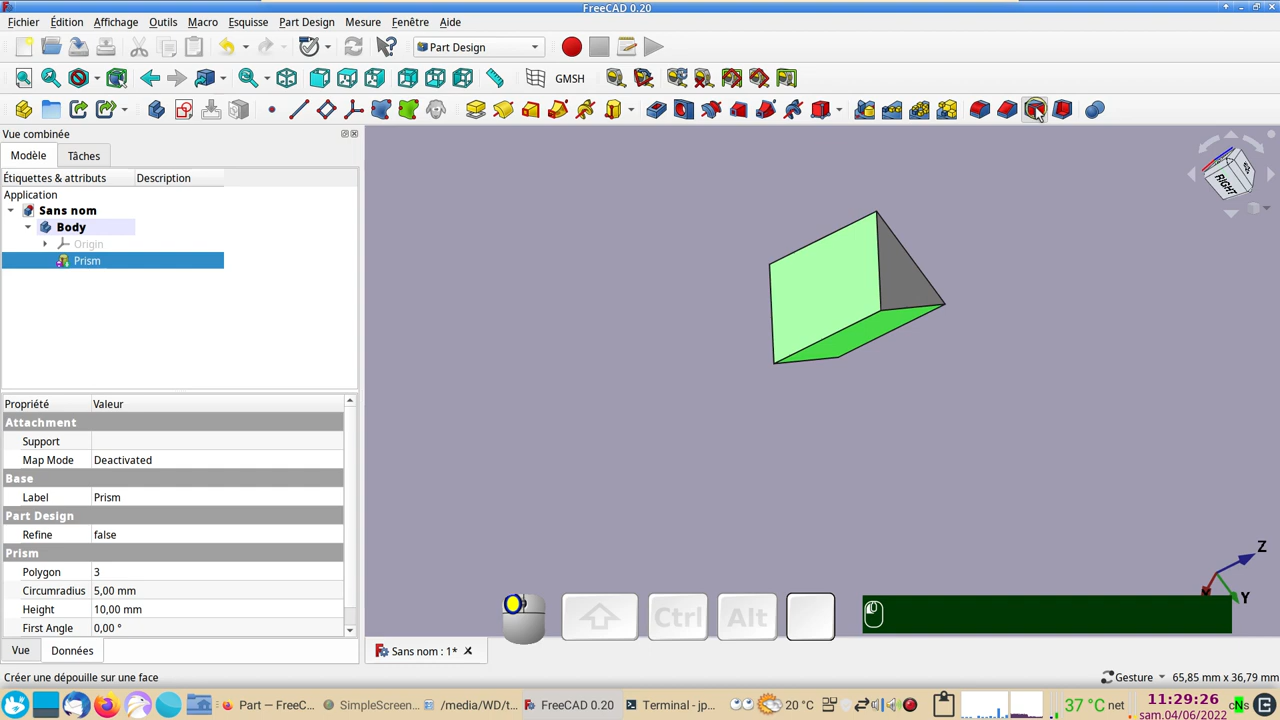 FreeCAD 0.20
Fichier Édition Affichage Outils Macro Esquisse Part Design Mesure Fenêtre Aide
Part Design
GMSH
Vue combinée
Modèle Tâches
Étiquettes & attributs Description
Application
Sans nom
Body
Origin
Prism
RIGHT
Propriété Valeur
Attachment
Support
Map Mode Deactivated
Base
Label Prism
Part Design
Refine false
Prism
Polygon 3
Circumradius 5,00 mm
Height 10,00 mm
First Angle 0,00 °
Z
Y
Ctrl Alt
Vue Données
Sans nom : 1*
Créer une dépouille sur une face
Gesture 65,85 mm x 36,79 mm
Part — FreeC... SimpleScreen... /media/WD/t... FreeCAD 0.20 Terminal - jp... 20 °C 37 °C net 11:29:26 cNs
sam.04/06/2022